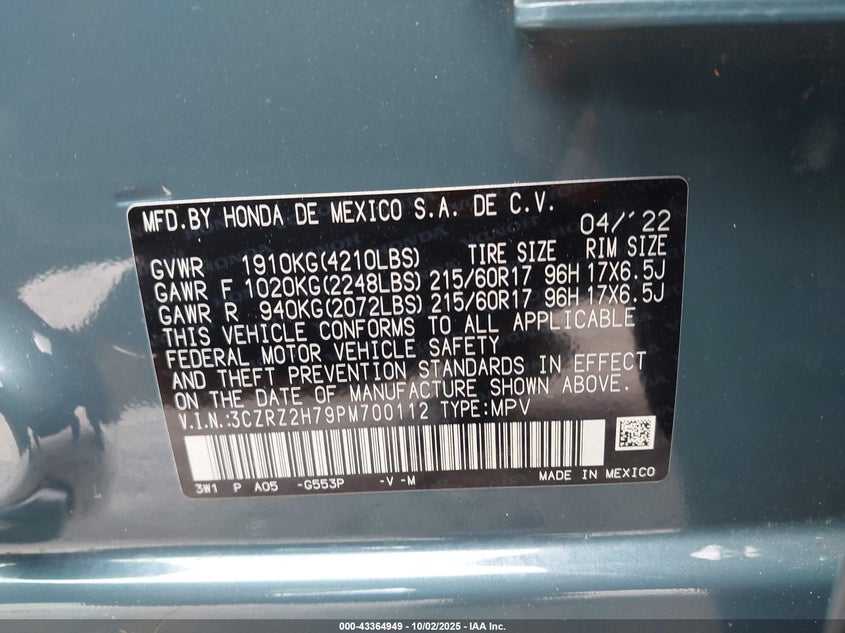 MFD.BY HONDA DE MEXICO S.A. DE C.V. 04/'22
GVWR 1910KG(4210LBS) TIRE SIZE RIM SIZE
GAWR F 1020KG(2248LBS) 215/60R17 96H 17X6.5J
GAWR R 940KG(2072LBS) 215/60R17 96H 17X6.5J
THIS VEHICLE CONFORMS TO ALL APPLICABLE
FEDERAL MOTOR VEHICLE SAFETY
AND THEFT PREVENTION STANDARDS IN EFFECT
ON THE DATE OF MANUFACTURE SHOWN ABOVE.
V.I.N.:3CZRZ2H79PM700112 TYPE:MPV
3W1 P A05 -G553P -V -M MADE IN MEXICO
000-43364949 - 10/02/2025 - IAA Inc.